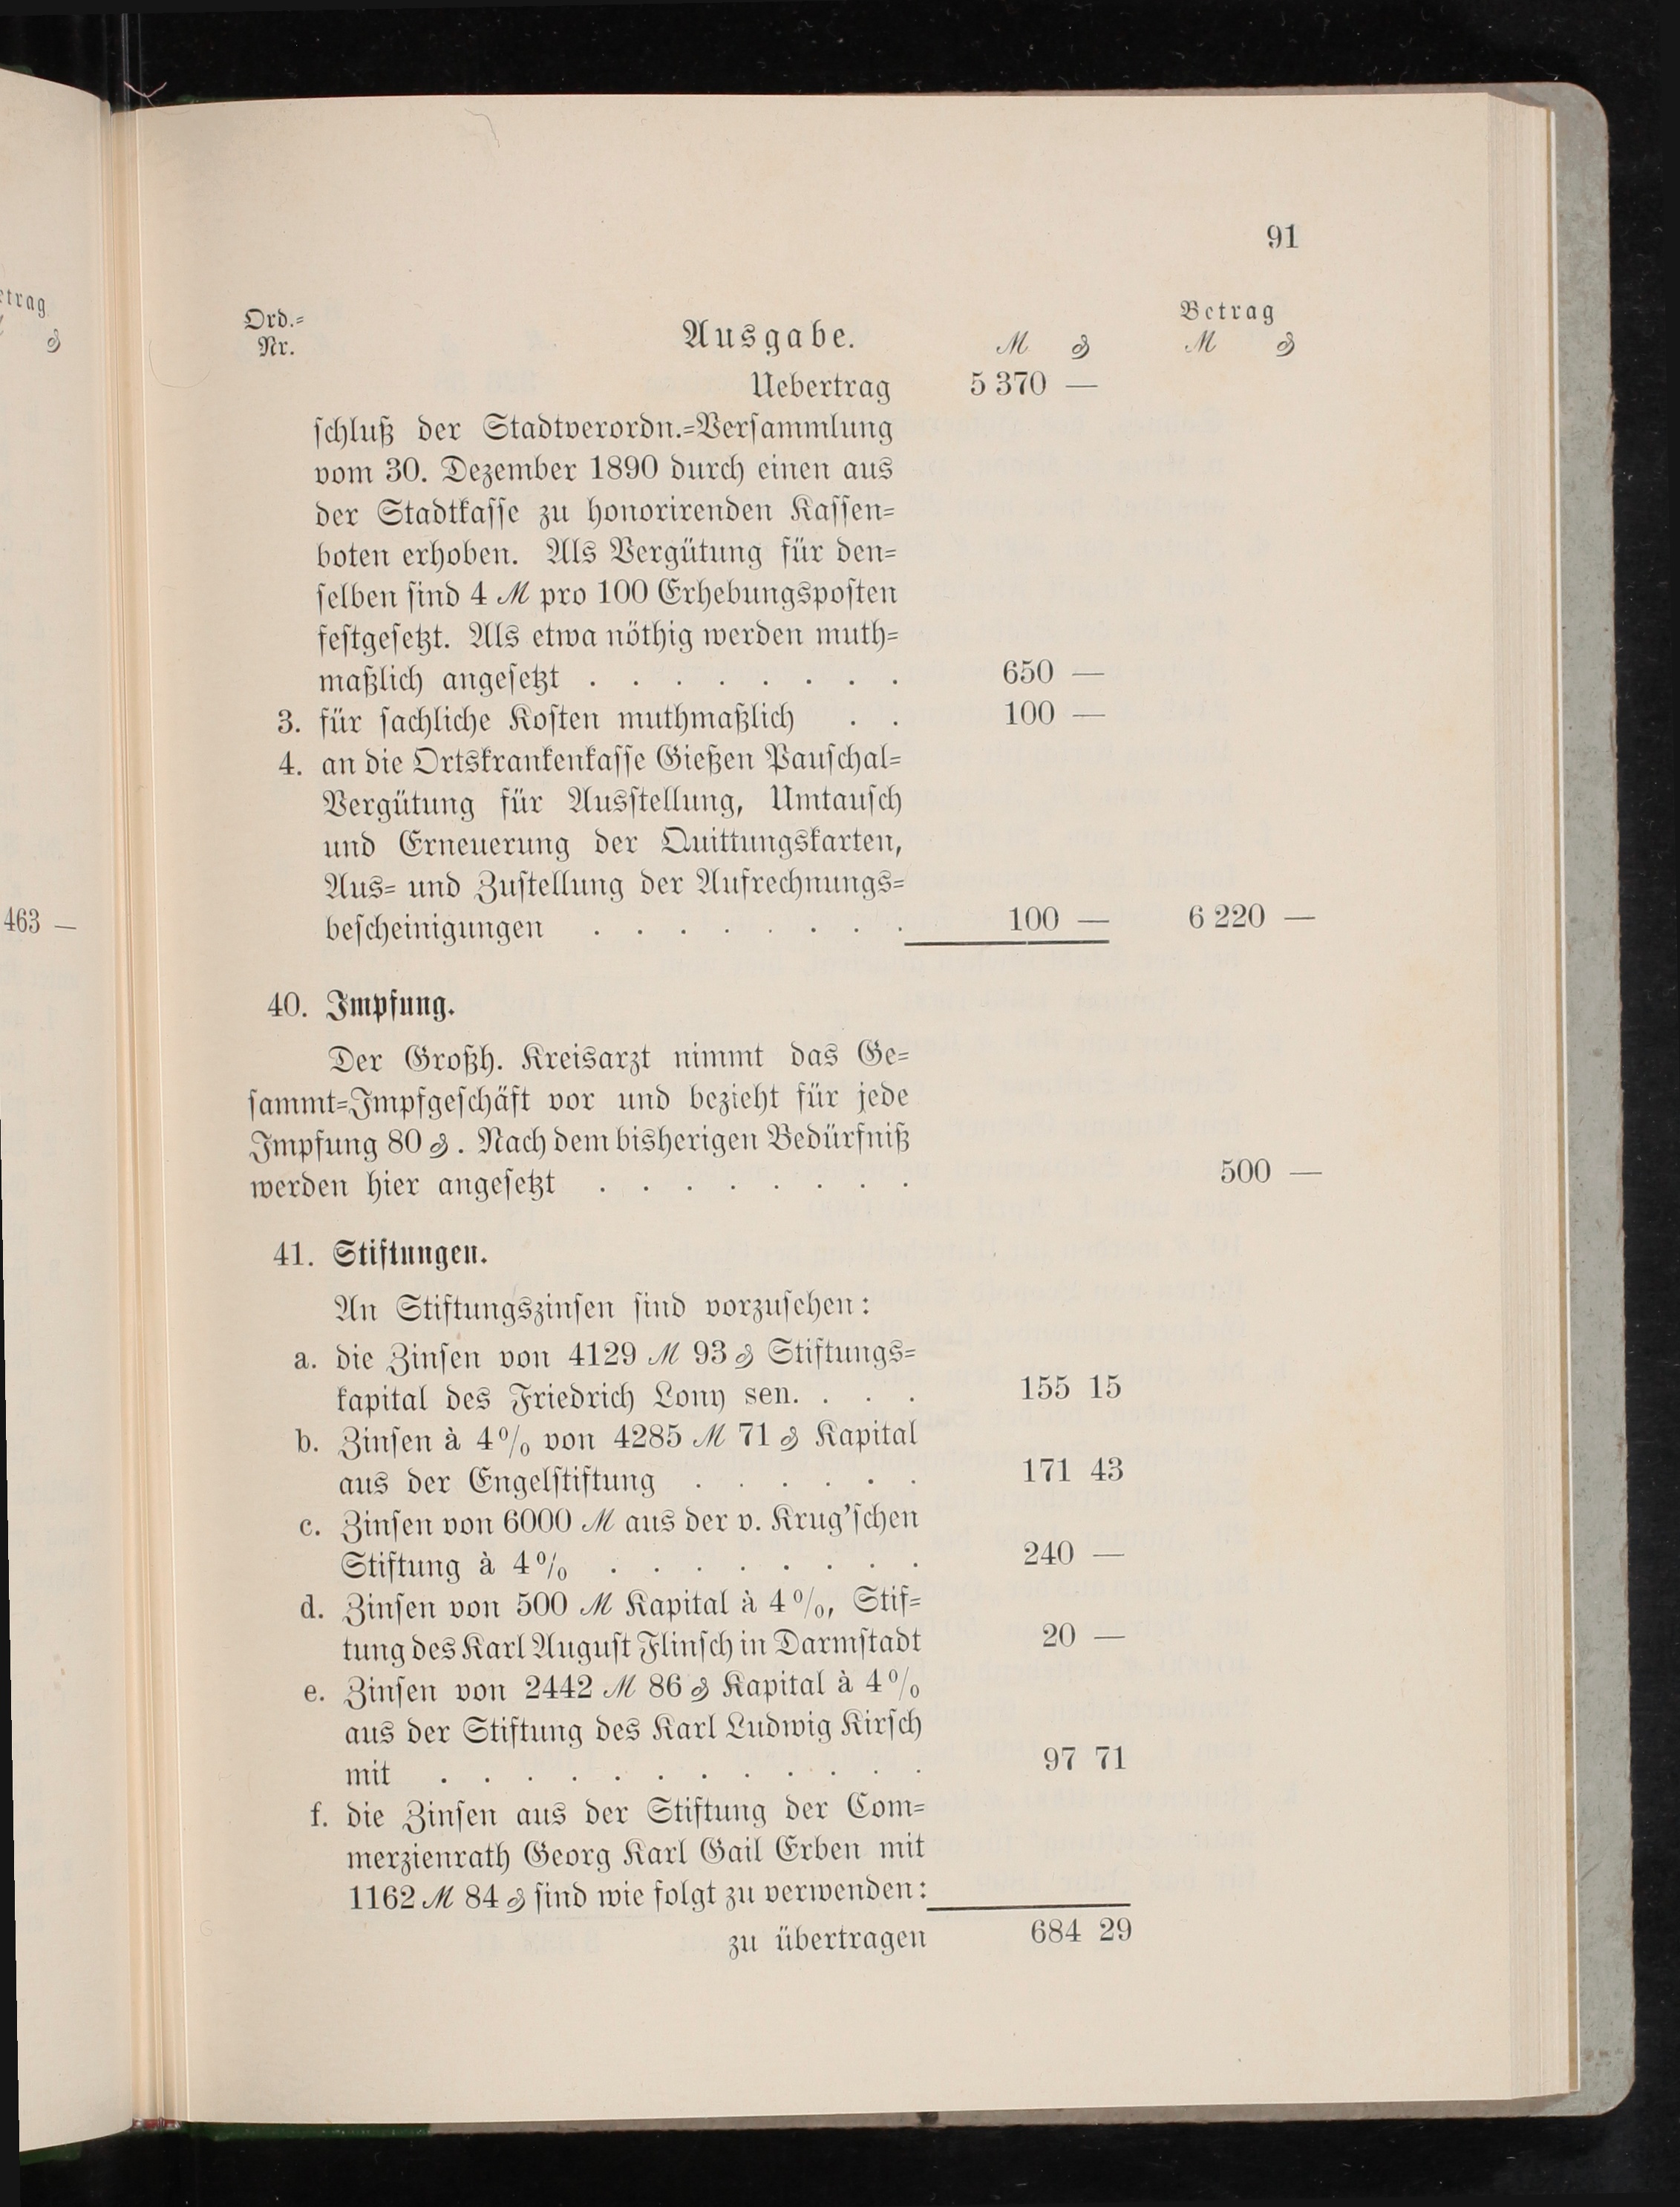 91
Ord.=
Nr.
Ausgabe.
Betrag
ℳ ₰
ℳ ₰
Uebertrag 5 370 —
schluß der Stadtverordn.=Versammlung
vom 30. Dezember 1890 durch einen aus
der Stadtkasse zu honorirenden Kassen=
boten erhoben. Als Vergütung für den=
selben sind 4 ℳ pro 100 Erhebungsposten
festgesetzt. Als etwa nöthig werden muth=
maßlich angesetzt . . . . . . . . 650 —
3. für sachliche Kosten muthmaßlich . . 100 —
4. an die Ortskrankenkasse Gießen Pauschal=
Vergütung für Ausstellung, Umtausch
und Erneuerung der Quittungskarten,
Aus= und Zustellung der Aufrechnungs=
bescheinigungen . . . . . . . . 100 — 6 220 —
40. Impfung.
Der Großh. Kreisarzt nimmt das Ge=
sammt=Impfgeschäft vor und bezieht für jede
Impfung 80 ₰. Nach dem bisherigen Bedürfniß
werden hier angesetzt . . . . . . . . 500 —
41. Stiftungen.
An Stiftungszinsen sind vorzusehen:
a. die Zinsen von 4129 ℳ 93 ₰ Stiftungs=
kapital des Friedrich Lony sen. . . . 155 15
b. Zinsen à 4% von 4285 ℳ 71 ₰ Kapital
aus der Engelstiftung . . . . . . 171 43
c. Zinsen von 6000 ℳ aus der v. Krug'schen
Stiftung à 4% . . . . . . . . 240 —
d. Zinsen von 500 ℳ Kapital à 4%, Stif=
tung des Karl August Flinsch in Darmstadt 20 —
e. Zinsen von 2442 ℳ 86 ₰ Kapital à 4%
aus der Stiftung des Karl Ludwig Kirsch
mit . . . . . . . . . . . . 97 71
f. die Zinsen aus der Stiftung der Com=
merzienrath Georg Karl Gail Erben mit
1162 ℳ 84 ₰ sind wie folgt zu verwenden:
zu übertragen 684 29
₰
463 —